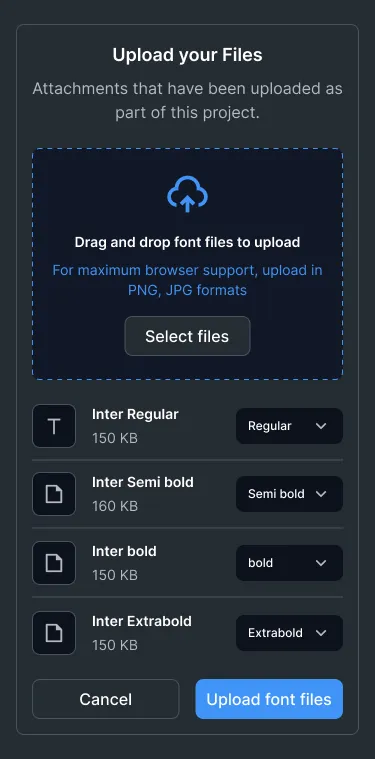 Upload your Files
Attachments that have been uploaded as
part of this project.
Drag and drop font files to upload
For maximum browser support, upload in
PNG, JPG formats
Select files
Inter Regular
150 KB
Regular
Inter Semi bold
160 KB
Semi bold
Inter bold
150 KB
bold
Inter Extrabold
150 KB
Extrabold
Cancel
Upload font files